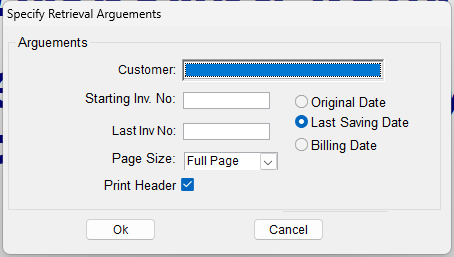 Specify Retrieval Arguements
Arguements
Customer:
Starting Inv. No:
Original Date
Last Saving Date
Last Inv No:
Billing Date
Page Size: Full Page
Print Header
Ok Cancel